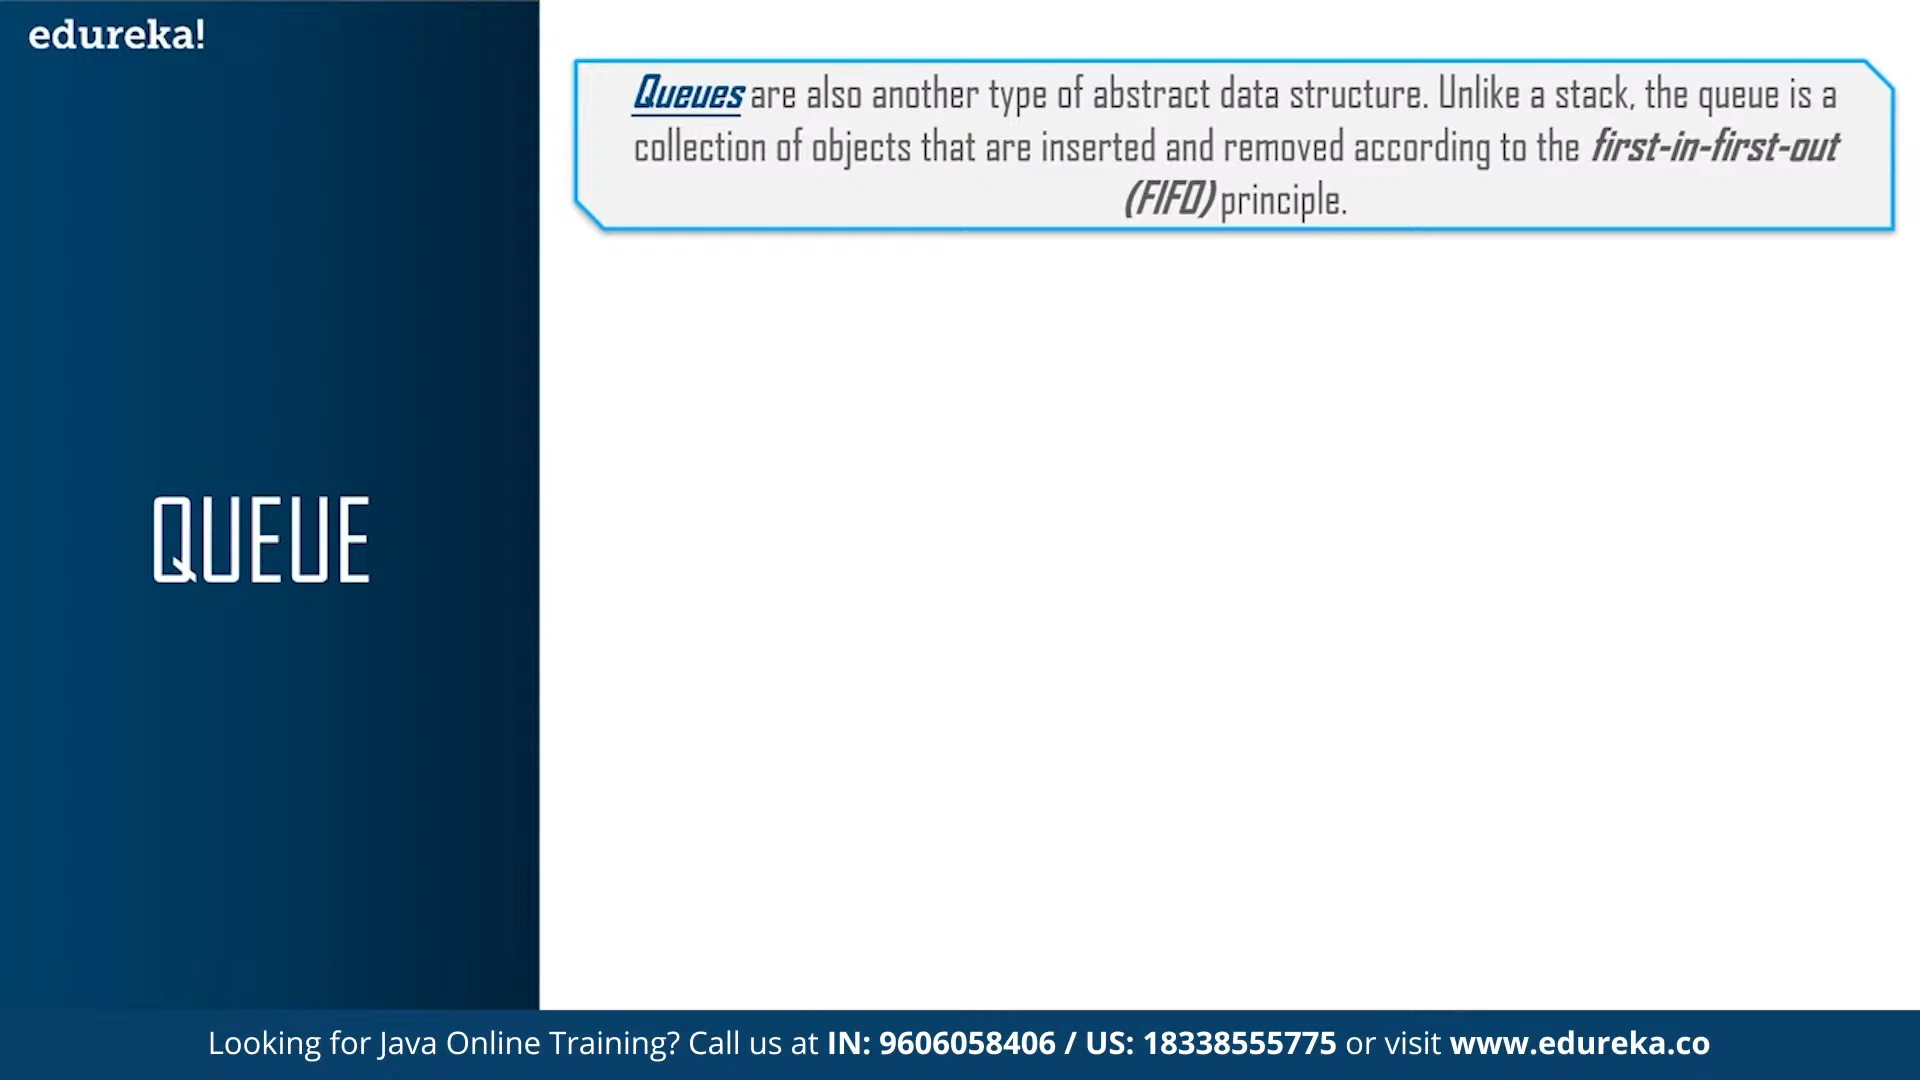 edureka!
Queues are also another type of abstract data structure. Unlike a stack, the queue is a
collection of objects that are inserted and removed according to the first-in-first-out
(FIFO) principle.
QUEUE
Looking for Java Online Training? Call us at IN: 9606058406 / US: 18338555775 or visit www.edureka.co